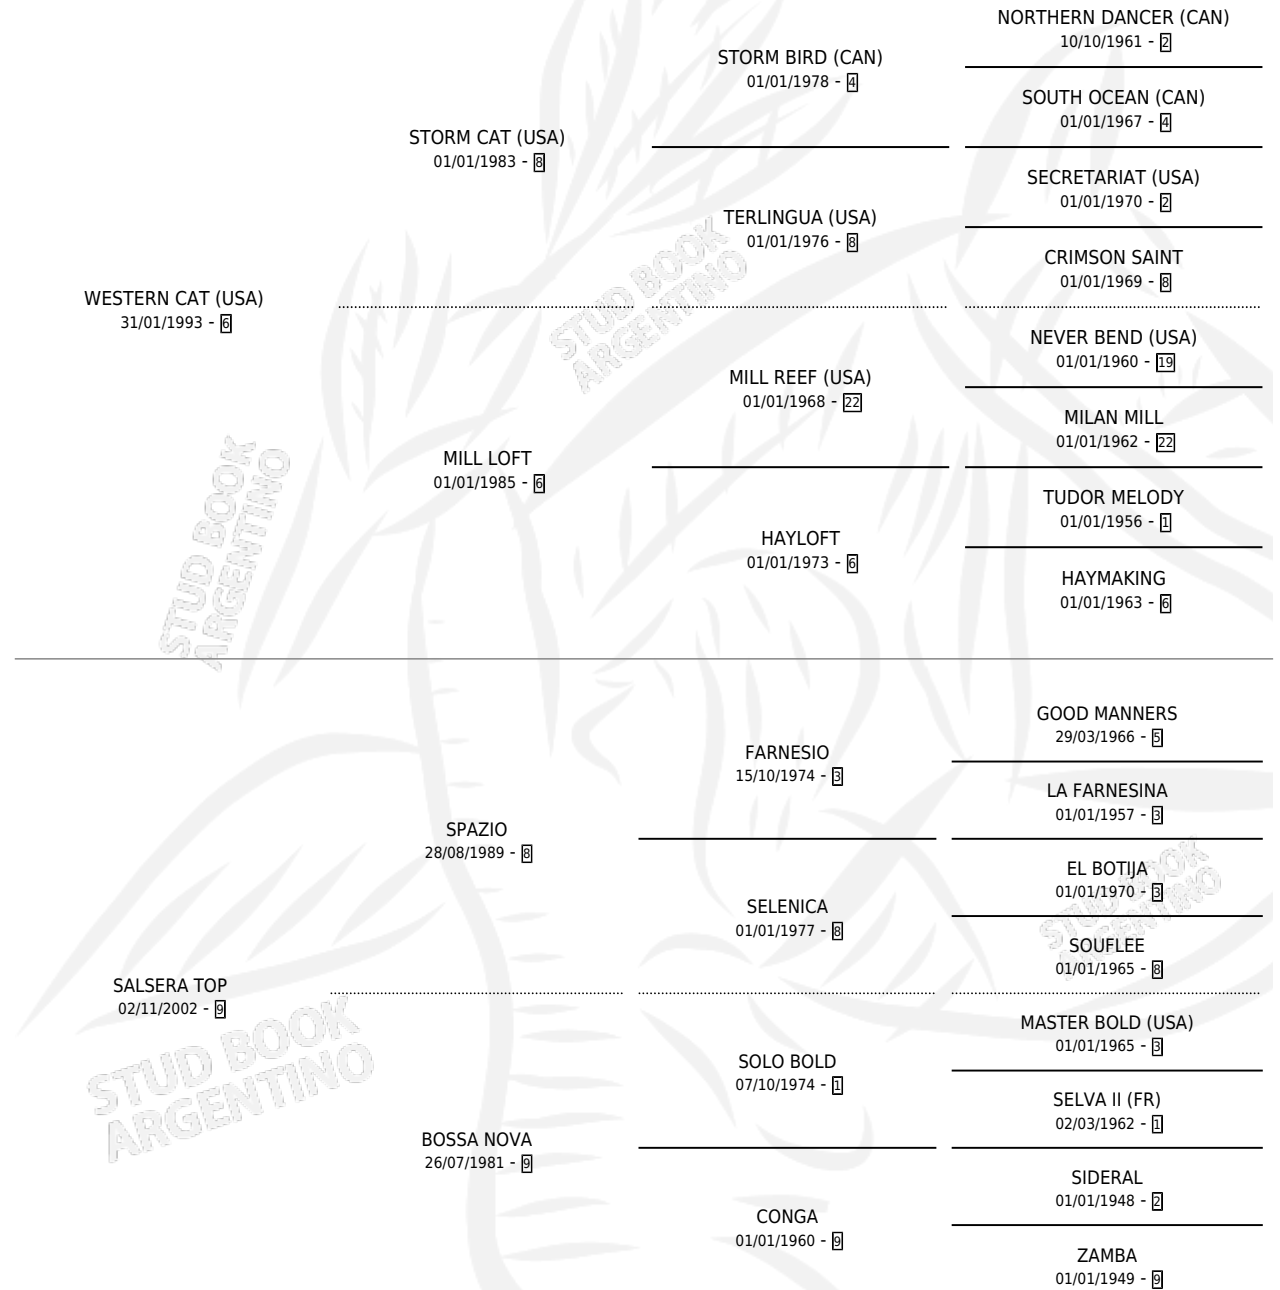 NORTHERN DANCER (CAN)
10/10/1961 - 2
STORM BIRD (CAN)
01/01/1978 - 4
SOUTH OCEAN (CAN)
01/01/1967 - 4
STORM CAT (USA)
01/01/1983 - 8
SECRETARIAT (USA)
01/01/1970 - 2
TERLINGUA (USA)
01/01/1976 - 8
CRIMSON SAINT
01/01/1969 - 8
WESTERN CAT (USA)
31/01/1993 - 6
NEVER BEND (USA)
01/01/1960 - 19
MILL REEF (USA)
01/01/1968 - 22
MILAN MILL
01/01/1962 - 22
MILL LOFT
01/01/1985 - 6
TUDOR MELODY
01/01/1956 - 1
HAYLOFT
01/01/1973 - 6
HAYMAKING
01/01/1963 - 6
GOOD MANNERS
29/03/1966 - 5
FARNESIO
15/10/1974 - 3
LA FARNESINA
01/01/1957 - 3
SPAZIO
28/08/1989 - 8
EL BOTIJA
01/01/1970 - 3
SELENICA
01/01/1977 - 8
SOUFLEE
01/01/1965 - 8
SALSERA TOP
02/11/2002 - 9
MASTER BOLD (USA)
01/01/1965 - 3
SOLO BOLD
07/10/1974 - 1
SELVA II (FR)
02/03/1962 - 1
BOSSA NOVA
26/07/1981 - 9
SIDERAL
01/01/1948 - 2
CONGA
01/01/1960 - 9
ZAMBA
01/01/1949 - 9
STUD BOOK
ARGENTINO
STUD BOOK
ARGENTINO
STUD BOOK
ARGENTINO
STUD BOOK
ARGENTINO